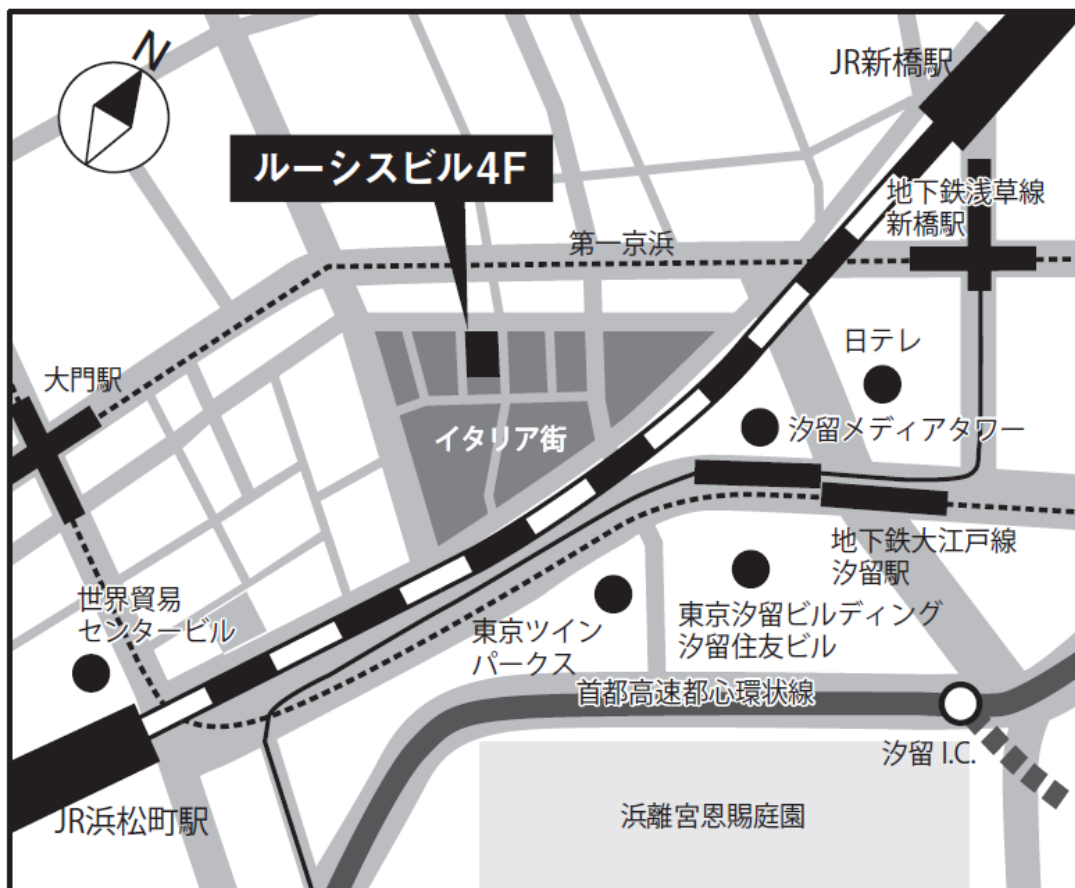 N
JR新橋駅
ルーシスビル4F
地下鉄浅草線
新橋駅
第一京浜
日テレ
大門駅
汐留メディアタワー
イタリア街
地下鉄大江戸線
汐留駅
世界貿易
センタービル
東京ツイン
パークス
東京汐留ビルディング
汐留住友ビル
首都高速都心環状線
汐留 I.C.
JR浜松町駅
浜離宮恩賜庭園